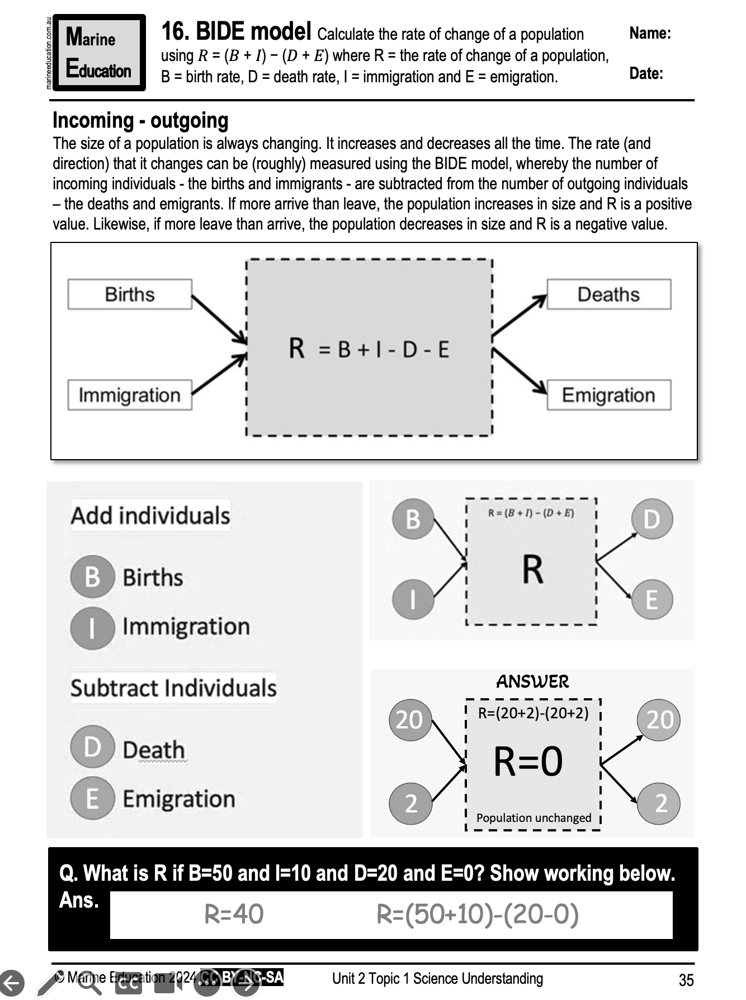 marineeducation.com.au
Marine
Education
16. BIDE model Calculate the rate of change of a population
using R = (B + I) − (D + E) where R = the rate of change of a population,
B = birth rate, D = death rate, I = immigration and E = emigration.
Name:
Date:
Incoming - outgoing
The size of a population is always changing. It increases and decreases all the time. The rate (and
direction) that it changes can be (roughly) measured using the BIDE model, whereby the number of
incoming individuals - the births and immigrants - are subtracted from the number of outgoing individuals
– the deaths and emigrants. If more arrive than leave, the population increases in size and R is a positive
value. Likewise, if more leave than arrive, the population decreases in size and R is a negative value.
Births
Immigration
R = B + I - D - E
Deaths
Emigration
Add individuals
B Births
I Immigration
Subtract Individuals
D Death
E Emigration
B
I
R = (B + I) − (D + E)
R
D
E
ANSWER
20
2
R=(20+2)-(20+2)
R=0
Population unchanged
20
2
Q. What is R if B=50 and I=10 and D=20 and E=0? Show working below.
Ans.
R=40 R=(50+10)-(20-0)
© Marine Education 2024 CC BY-NC-SA
CC
Unit 2 Topic 1 Science Understanding
35